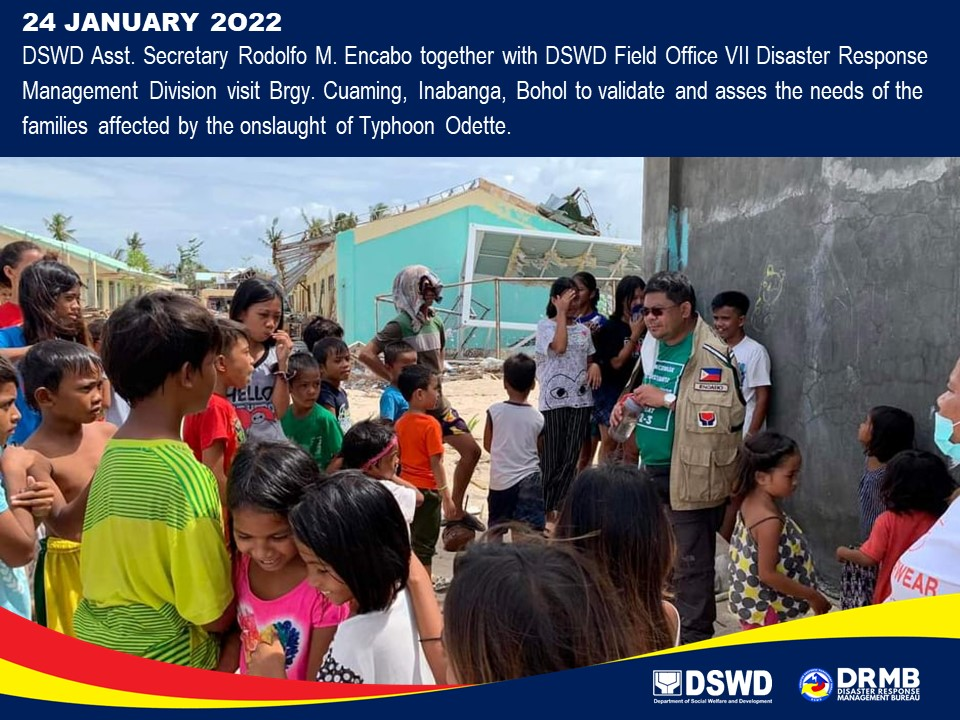 24 JANUARY 2022
DSWD Asst. Secretary Rodolfo M. Encabo together with DSWD Field Office VII Disaster Response
Management Division visit Brgy. Cuaming, Inabanga, Bohol to validate and asses the needs of the
families affected by the onslaught of Typhoon Odette.
HELLO
ENCABO
WEAR
DSWD
Department of Social Welfare and Development
DRMB
DISASTER RESPONSE
MANAGEMENT BUREAU